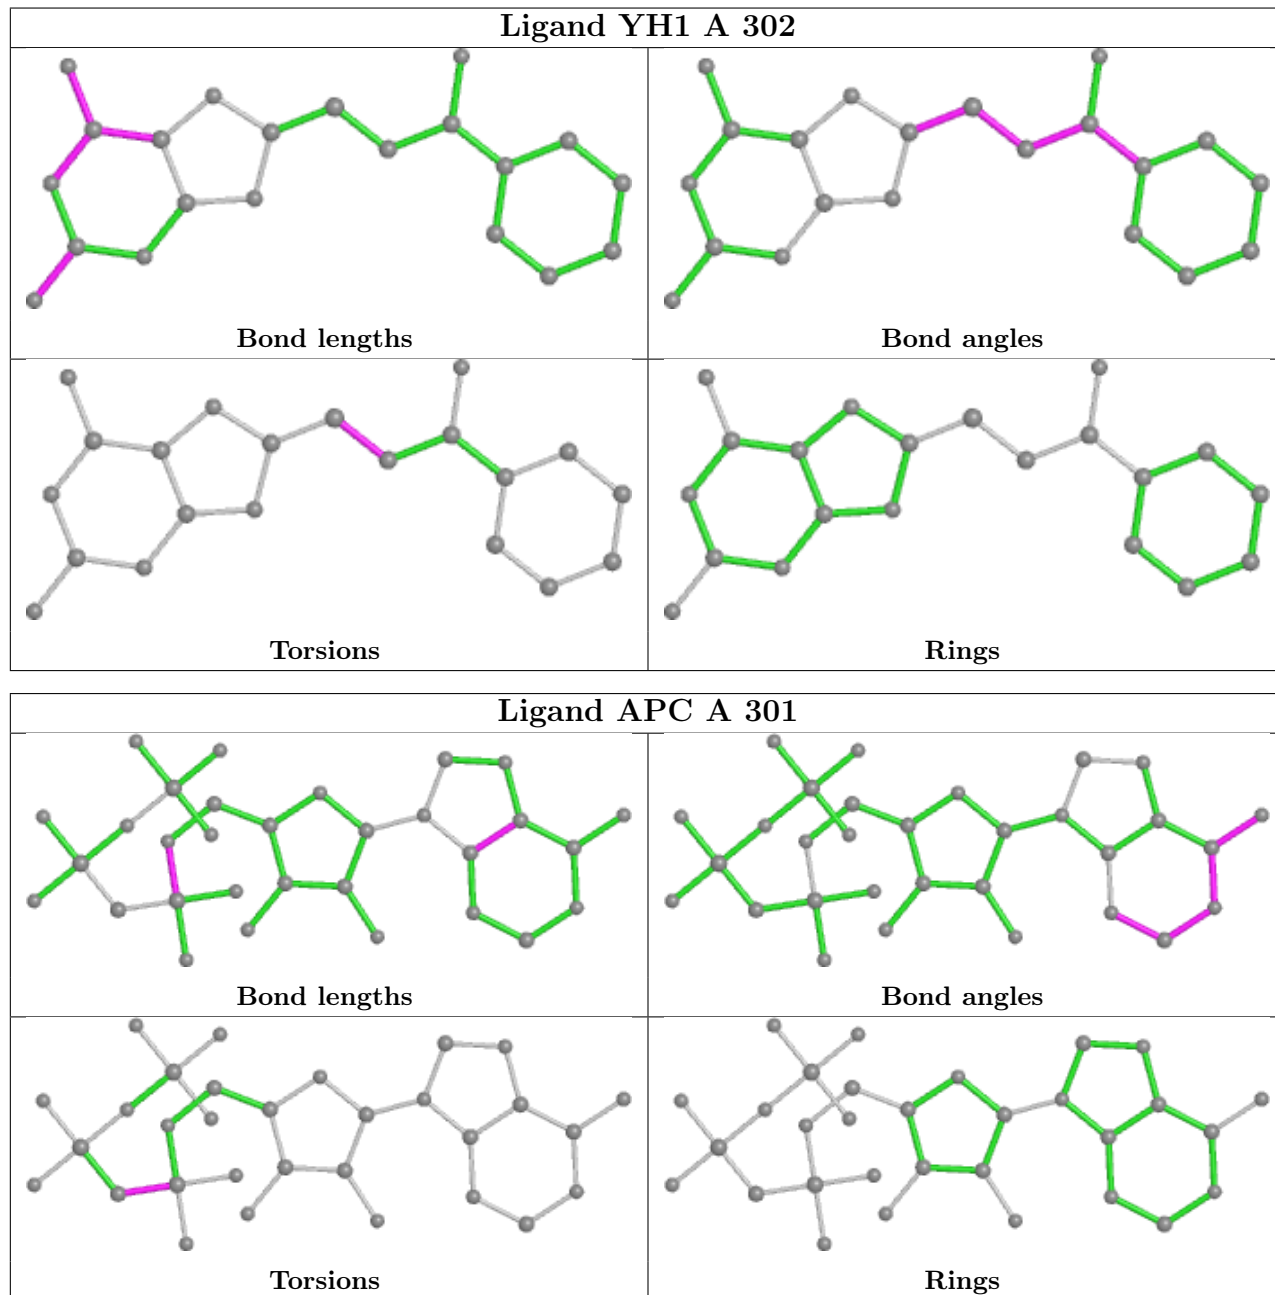 Ligand YH1 A 302
Bond lengths
Bond angles
Torsions
Rings
Ligand APC A 301
Bond lengths
Bond angles
Torsions
Rings